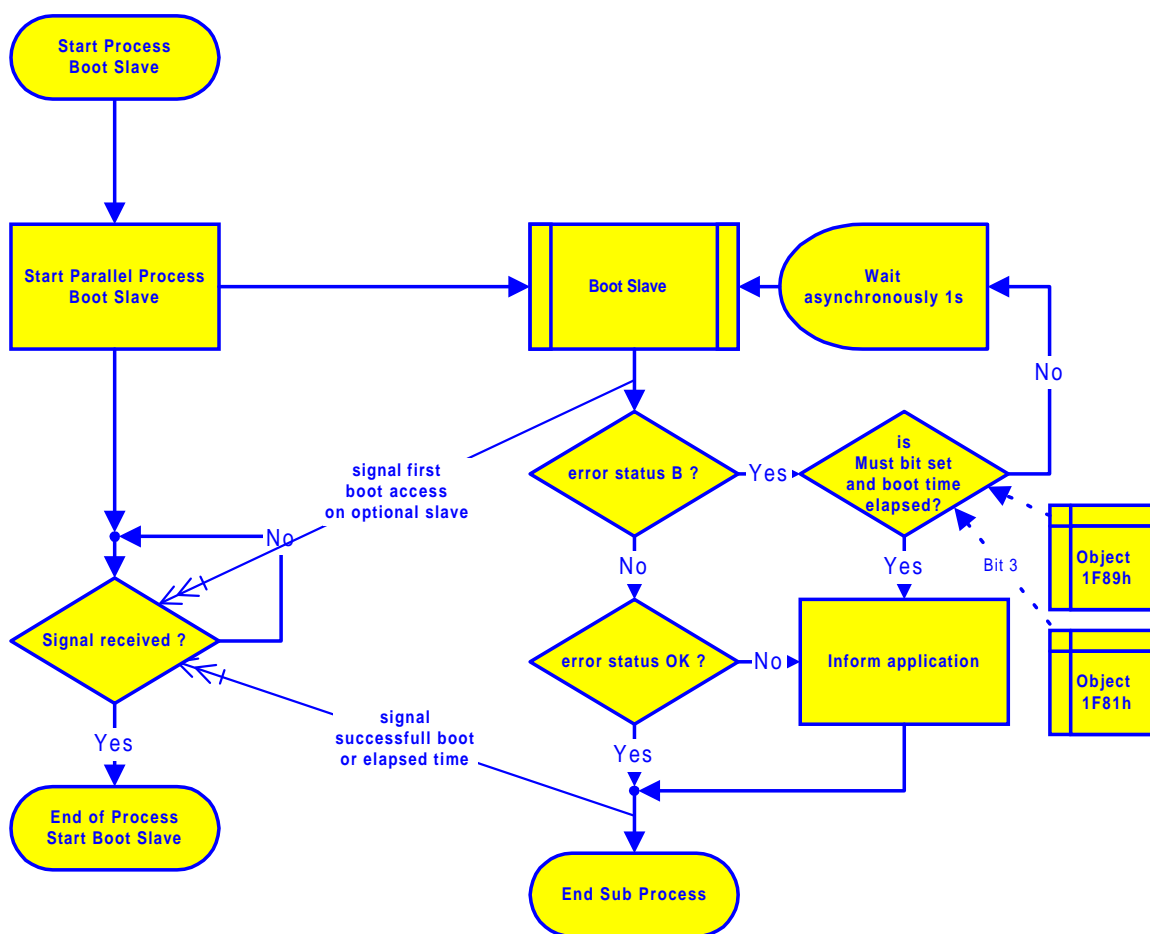 Start Process
Boot Slave
Start Parallel Process
Boot Slave
Boot Slave
Wait
asynchronously 1s
No
signal first
boot access
on optional slave
error status B ?
Yes
is
Must bit set
and boot time
elapsed?
No
No
Yes
Bit 3
Object
1F89h
Signal received ?
error status OK ?
No
Inform application
Object
1F81h
signal
successfull boot
or elapsed time
Yes
Yes
End of Process
Start Boot Slave
End Sub Process